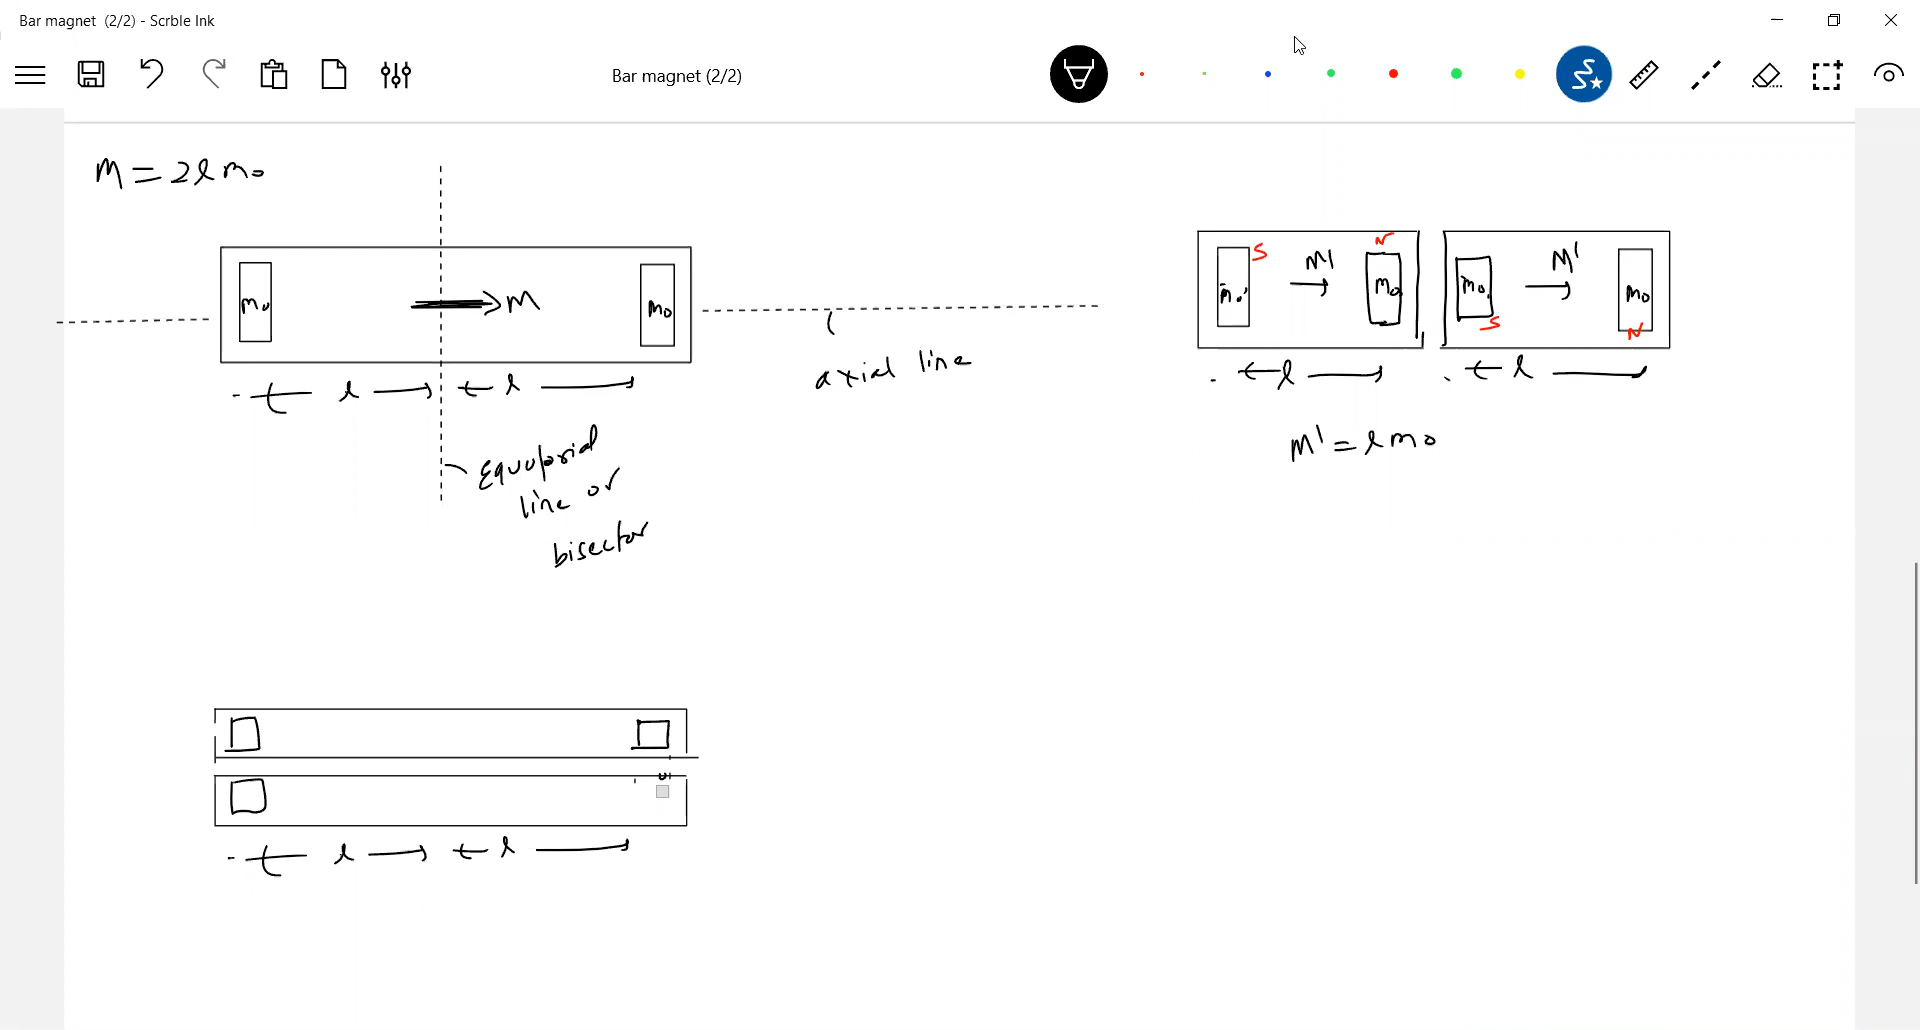 Bar magnet (2/2) - Scrble Ink
Bar magnet (2/2)
M = 2l m₀
m₀
M
m₀
axial line
l
l
Equatorial
line or
bisector
S
N
M'
M'
m₀
m₀
m₀
m₀
S
N
l
l
M' = l m₀
l
l